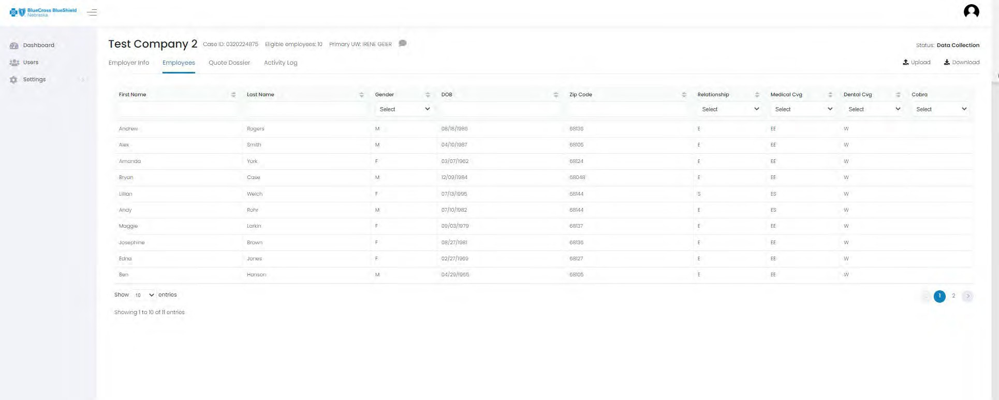 BlueCross BlueShield
Nebraska
Dashboard
Users
Settings
Test Company 2 Case ID: 0320224875 Eligible employees: 10 Primary UW: IRENE GEIER
Status: Data Collection
Employer Info Employees Quote Dossier Activity Log
Upload Download
First Name Last Name Gender DOB Zip Code Relationship Medical Cvg Dental Cvg Cobra
Select Select Select Select Select
Andrew Rogers M 08/18/1986 68136 E EE W
Alex Smith M 04/10/1987 68105 E EE W
Amanda York F 03/07/1962 68124 E EE W
Bryan Case M 12/09/1984 68048 E EE W
Lillian Welch F 07/13/1995 68144 S ES W
Andy Rohr M 07/10/1982 68144 E ES W
Maggie Larkin F 09/03/1979 68137 E EE W
Josephine Brown F 08/27/1981 68136 E EE W
Edna Jones F 02/27/1969 68127 E EE W
Ben Hanson M 04/29/1965 68105 E EE W
Show 10 entries
1 2
Showing 1 to 10 of 11 entries